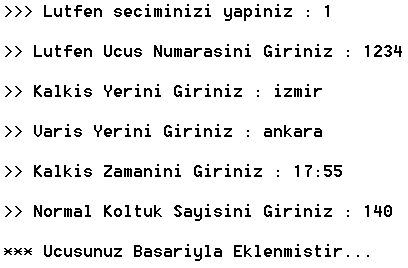 >>> Lutfen seciminizi yapiniz : 1
>> Lutfen Ucus Numarasini Giriniz : 1234
>> Kalkis Yerini Giriniz : izmir
>> Varis Yerini Giriniz : ankara
>> Kalkis Zamanini Giriniz : 17:55
>> Normal Koltuk Sayisini Giriniz : 140
*** Ucusunuz Basariyla Eklenmistir...